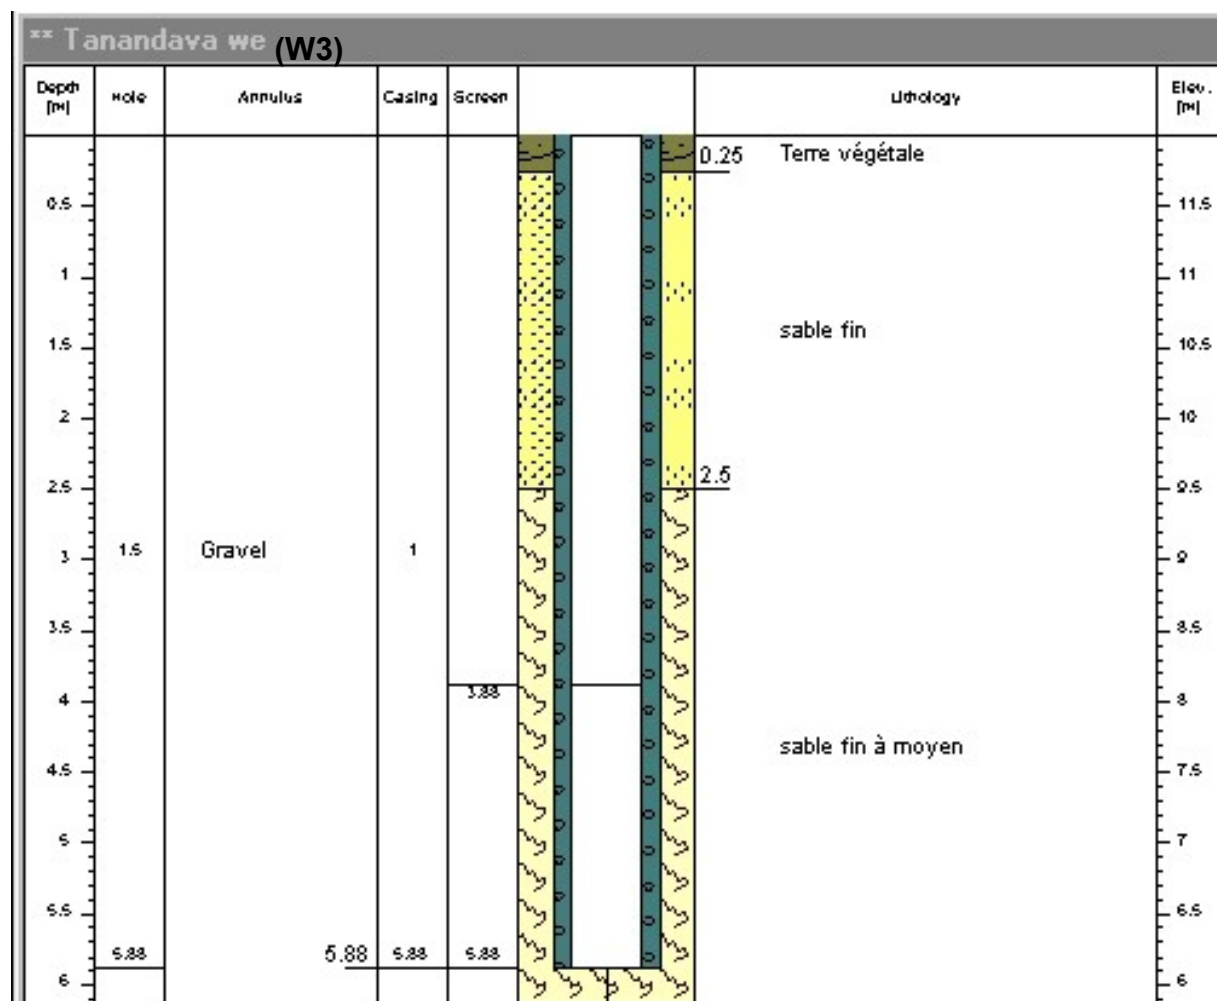 ** Tanandava we (W3)
Depth [m] Hole Annulus Casing Screen Lithology Elev. [m]
0.25 Terre végétale
0.5 11.5
1 11
sable fin
1.5 10.5
2 10
2.5 2.5 9.5
3 1.5 Gravel 1 9
3.5 8.5
3.88
4 8
sable fin à moyen
4.5 7.5
5 7
5.5 6.5
5.88 5.88 5.88 5.88
6 6